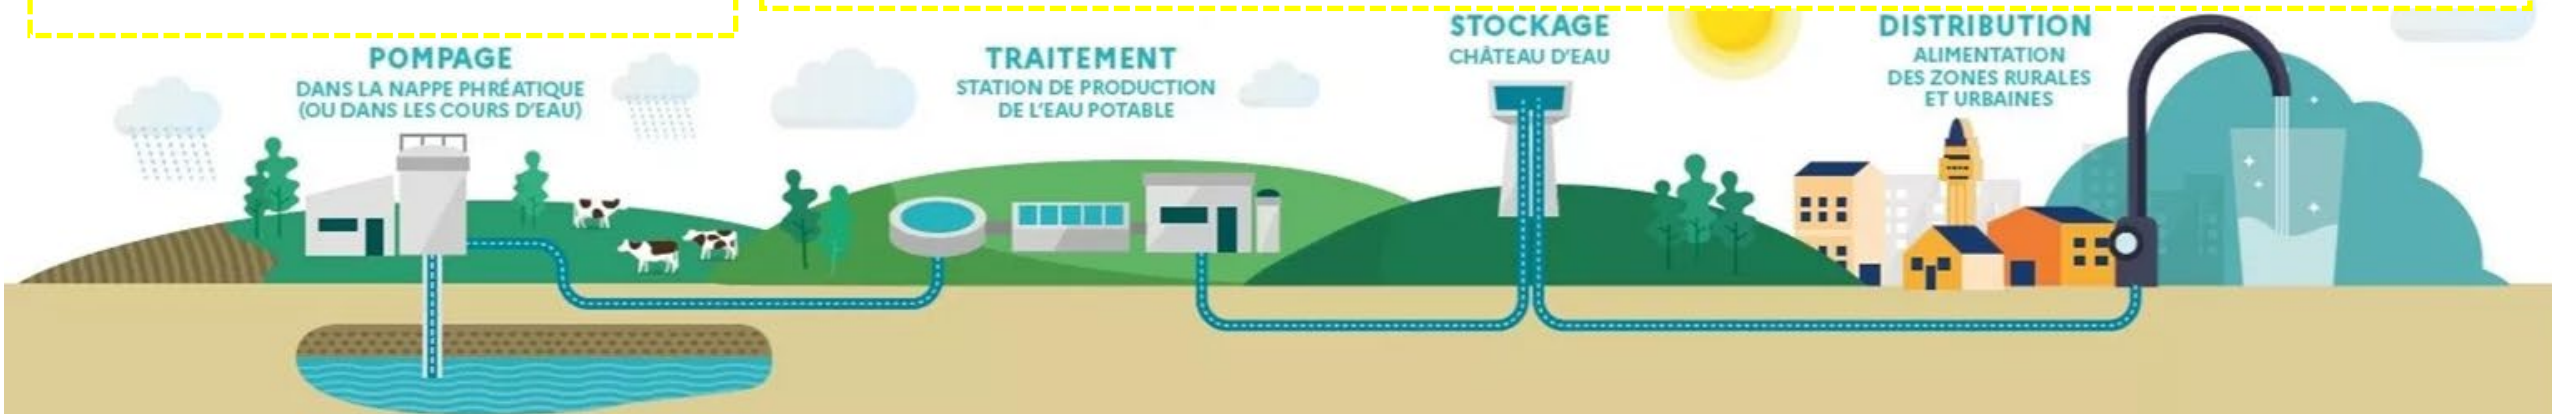 POMPAGE
DANS LA NAPPE PHRÉATIQUE
(OU DANS LES COURS D'EAU)
TRAITEMENT
STATION DE PRODUCTION
DE L'EAU POTABLE
STOCKAGE
CHÂTEAU D'EAU
DISTRIBUTION
ALIMENTATION
DES ZONES RURALES
ET URBAINES